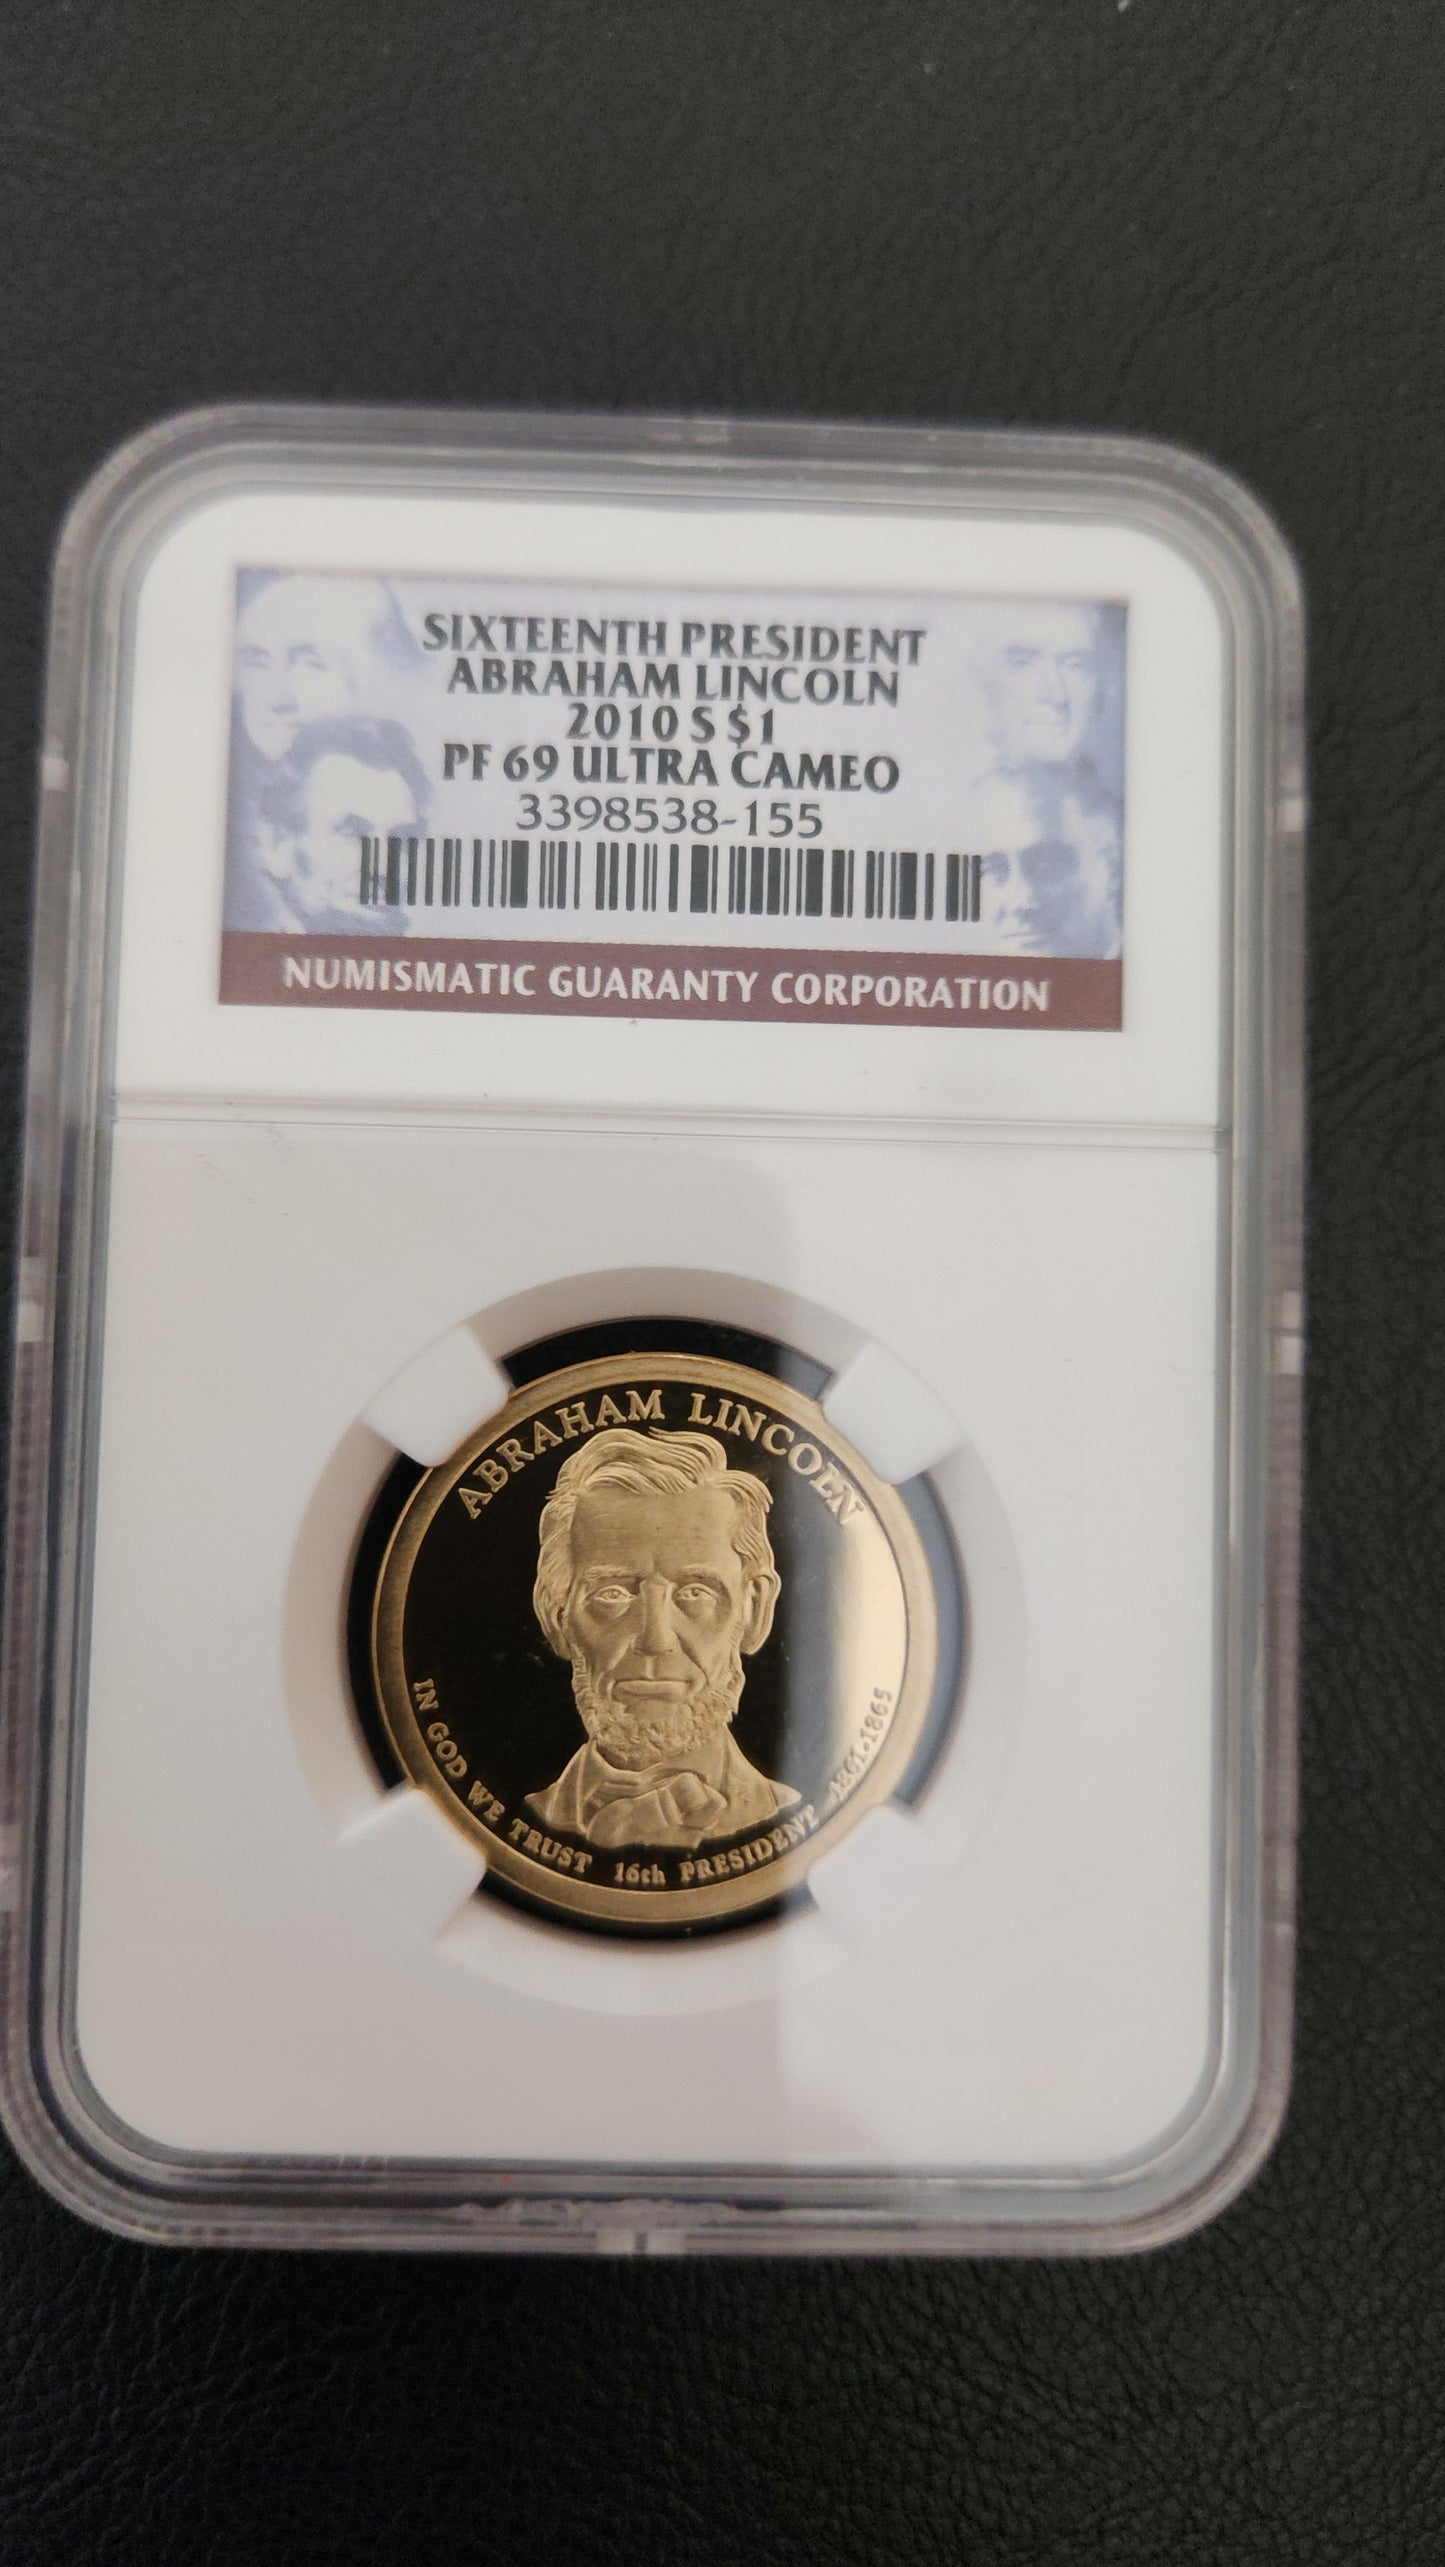 SIXTEENTH PRESIDENT
ABRAHAM LINCOLN
2010 S $1
PF 69 ULTRA CAMEO
3398538-155
NUMISMATIC GUARANTY CORPORATION
ABRAHAM LINCOLN
IN GOD WE TRUST 16th PRESIDENT 1861-1865